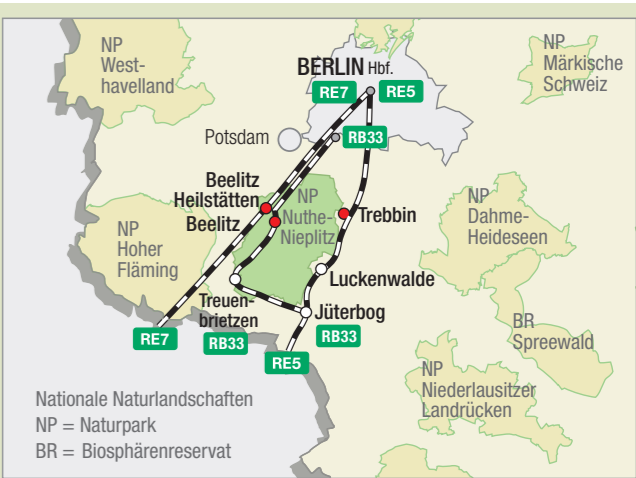 NP
West-
havelland
BERLIN Hbf.
RE7
RE5
NP
Märkische
Schweiz
Potsdam
RB33
Beelitz
Heilstätten
Beelitz
NP
Nuthe-
Nieplitz
Trebbin
NP
Dahme-
Heideseen
NP
Hoher
Fläming
Luckenwalde
Treuen-
brietzen
Jüterbog
RE7
RB33
RE5
RB33
BR
Spreewald
NP
Niederlausitzer
Landrücken
Nationale Naturlandschaften
NP = Naturpark
BR = Biosphärenreservat